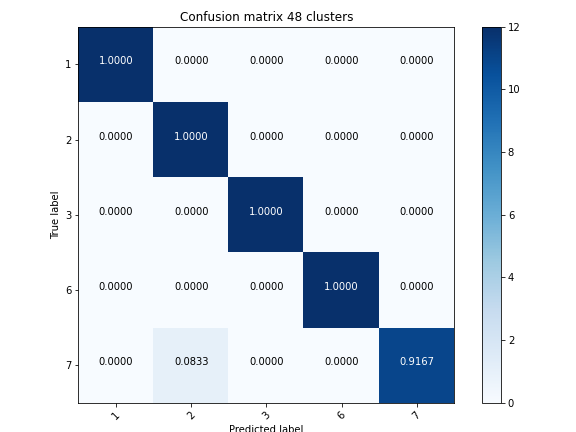 Confusion matrix 48 clusters
1 1.0000 0.0000 0.0000 0.0000 0.0000
2 0.0000 1.0000 0.0000 0.0000 0.0000
3 0.0000 0.0000 1.0000 0.0000 0.0000
6 0.0000 0.0000 0.0000 1.0000 0.0000
7 0.0000 0.0833 0.0000 0.0000 0.9167
True label
1 2 3 6 7
Predicted label
12
10
8
6
4
2
0